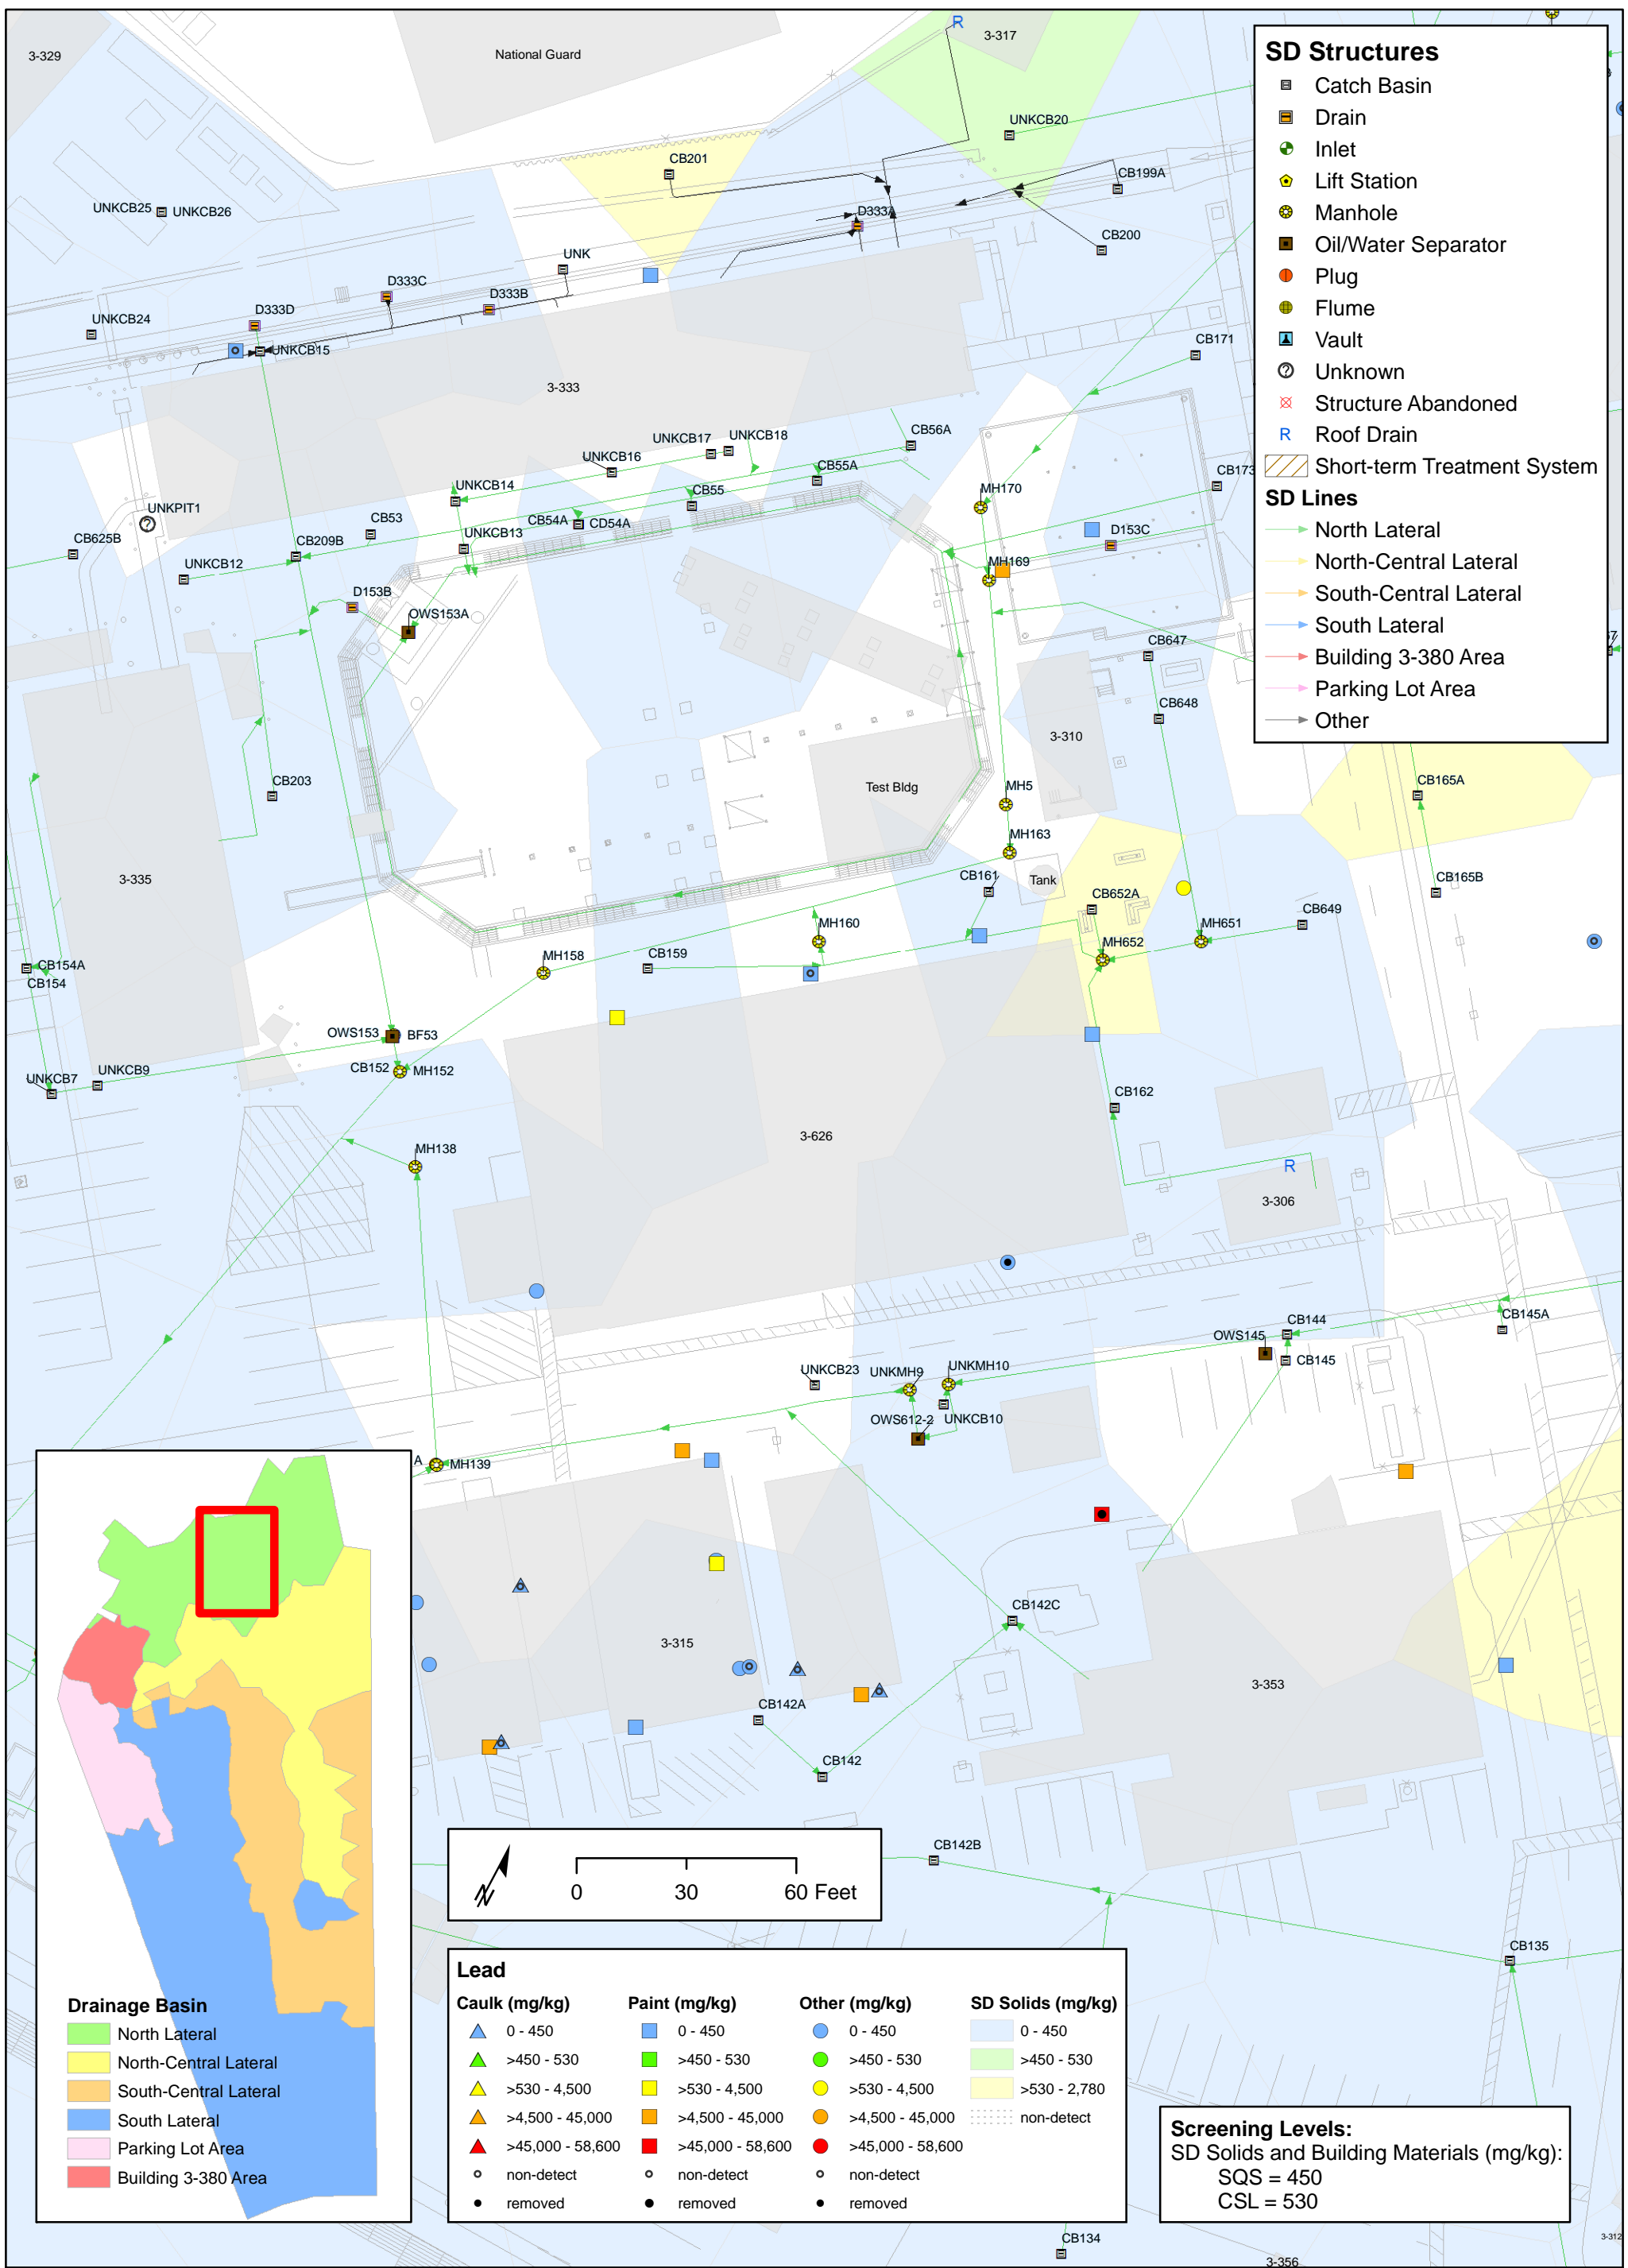 3-329
National Guard
R
3-317
UNKCB20
CB201
CB199A
UNKCB25
UNKCB26
D333A
CB200
UNK
D333C
D333B
D333D
UNKCB24
UNKCB15
CB171
3-333
UNKCB17
UNKCB18
CB56A
UNKCB16
CB55A
CB173
UNKCB14
CB55
MH170
UNKPIT1
CB53
CB54A
CD54A
D153C
CB625B
CB209B
UNKCB13
MH169
UNKCB12
D153B
OWS153A
CB647
CB648
3-310
CB203
Test Bldg
MH5
CB165A
MH163
3-335
CB161
Tank
CB165B
CB652A
MH160
MH651
CB649
MH652
CB154A
CB154
MH158
CB159
OWS153
BF53
CB152
MH152
UNKCB7
UNKCB9
CB162
3-626
MH138
R
3-306
CB144
CB145A
OWS145
CB145
UNKCB23
UNKMH9
UNKMH10
OWS612-2
UNKCB10
A
MH139
CB142C
3-315
3-353
CB142A
CB142
CB142B
CB135
CB134
3-356
3-312
SD Structures
Catch Basin
Drain
Inlet
Lift Station
Manhole
Oil/Water Separator
Plug
Flume
Vault
? Unknown
Structure Abandoned
R Roof Drain
Short-term Treatment System
SD Lines
North Lateral
North-Central Lateral
South-Central Lateral
South Lateral
Building 3-380 Area
Parking Lot Area
Other
Drainage Basin
North Lateral
North-Central Lateral
South-Central Lateral
South Lateral
Parking Lot Area
Building 3-380 Area
N
0 30 60 Feet
Lead
Caulk (mg/kg) Paint (mg/kg) Other (mg/kg) SD Solids (mg/kg)
0 - 450 0 - 450 0 - 450 0 - 450
>450 - 530 >450 - 530 >450 - 530 >450 - 530
>530 - 4,500 >530 - 4,500 >530 - 4,500 >530 - 2,780
>4,500 - 45,000 >4,500 - 45,000 >4,500 - 45,000 non-detect
>45,000 - 58,600 >45,000 - 58,600 >45,000 - 58,600
non-detect non-detect non-detect
removed removed removed
Screening Levels:
SD Solids and Building Materials (mg/kg):
SQS = 450
CSL = 530